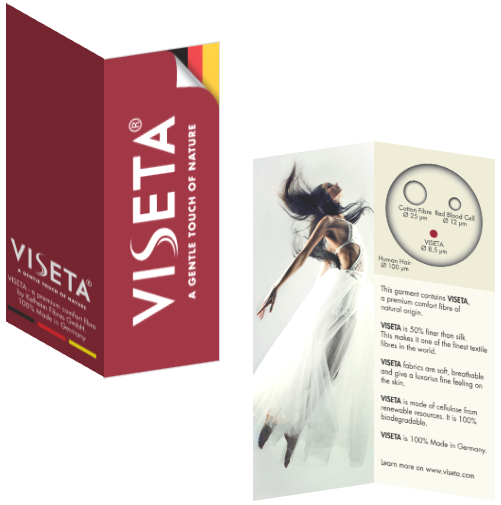 VISETA®
A GENTLE TOUCH OF NATURE
VISETA - a premium comfort fibre
by Kelheim Fibres GmbH
100% Made in Germany
VISETA®
A GENTLE TOUCH OF NATURE
Cotton Fibre
Ø 25 µm
Red Blood Cell
Ø 12 µm
VISETA
Ø 8,5 µm
Human Hair
Ø 100 µm
This garment contains VISETA,
a premium comfort fibre of
natural origin.
VISETA is 50% finer than silk.
This makes it one of the finest textile
fibres in the world.
VISETA fabrics are soft, breathable
and give a luxorius fine feeling on
the skin.
VISETA is made of cellulose from
renewable resources. It is 100%
biodegradable.
VISETA is 100% Made in Germany.
Learn more on www.viseta.com